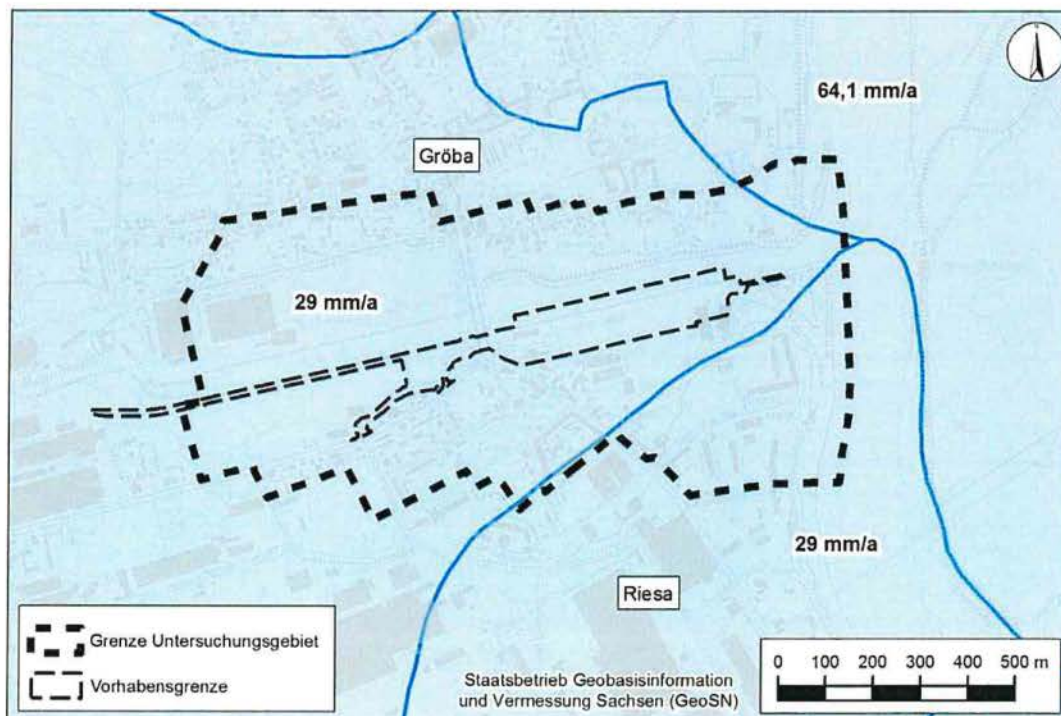 64,1 mm/a
Gröba
29 mm/a
29 mm/a
Riesa
Grenze Untersuchungsgebiet
Vorhabensgrenze
Staatsbetrieb Geobasisinformation
und Vermessung Sachsen (GeoSN)
0 100 200 300 400 500 m